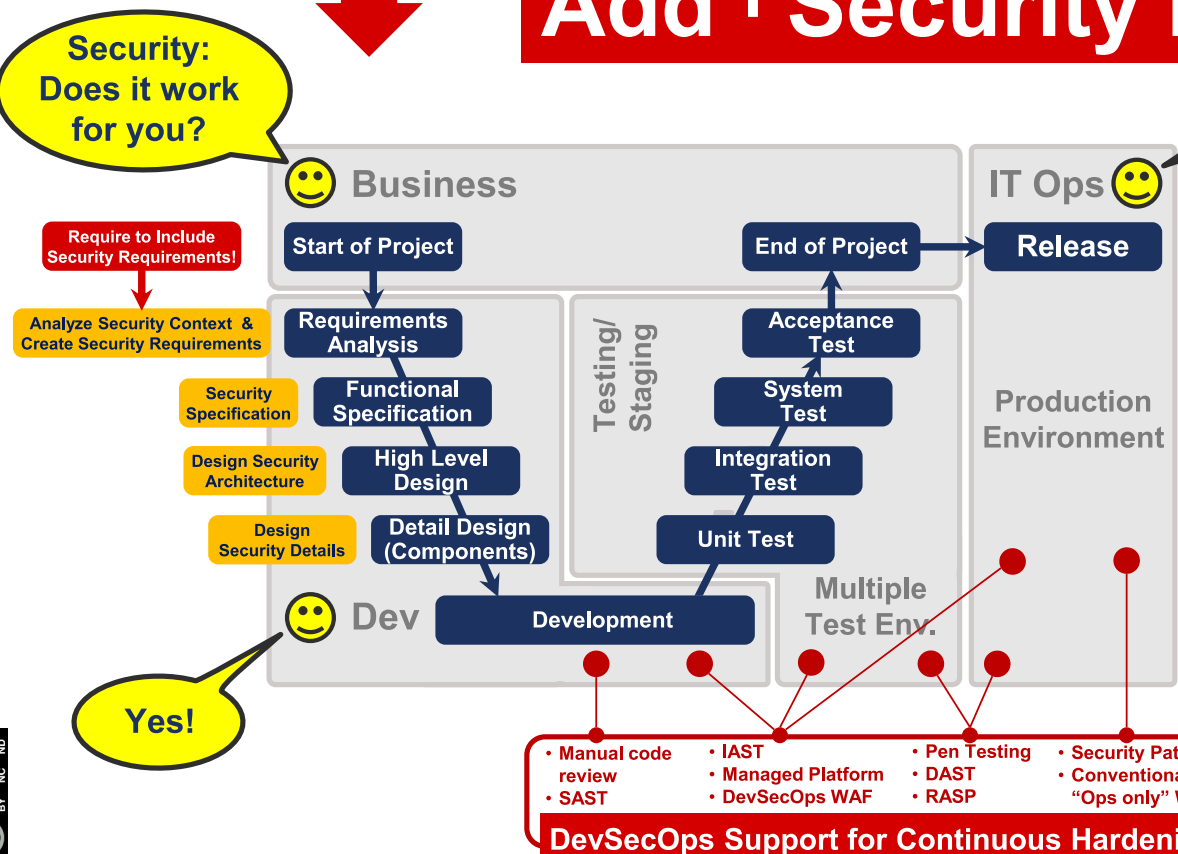 Add
Security
Security:
Does it work
for you?
Business
IT Ops
Require to Include
Security Requirements!
Start of Project
End of Project
Release
Analyze Security Context &
Create Security Requirements
Requirements
Analysis
Testing/
Staging
Acceptance
Test
Security
Specification
Functional
Specification
System
Test
Production
Environment
Design Security
Architecture
High Level
Design
Integration
Test
Design
Security Details
Detail Design
(Components)
Unit Test
Multiple
Test Env.
Dev
Development
Yes!
• Manual code
review
• SAST
• IAST
• Managed Platform
• DevSecOps WAF
• Pen Testing
• DAST
• RASP
• Security Pat
• Conventiona
“Ops only” W
DevSecOps Support for Continuous Hardeni
BY NC ND